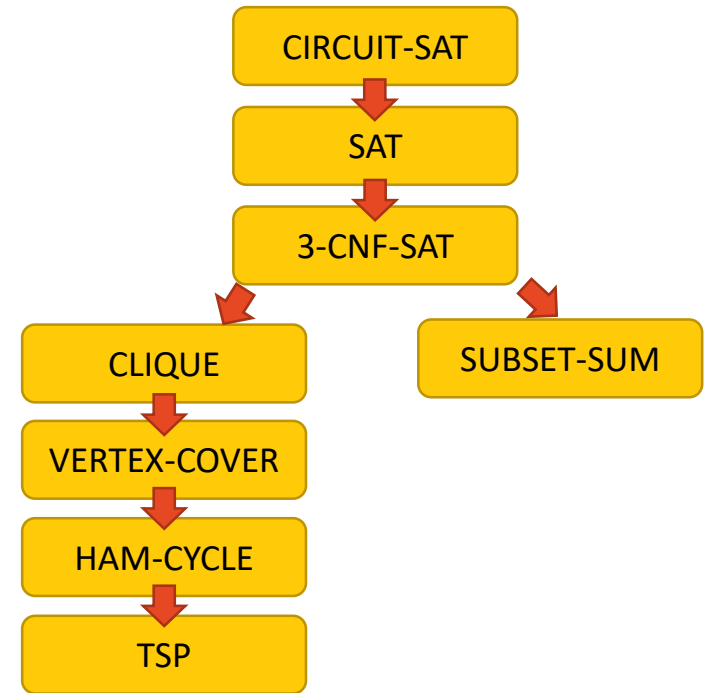 CIRCUIT-SAT
SAT
3-CNF-SAT
CLIQUE
SUBSET-SUM
VERTEX-COVER
HAM-CYCLE
TSP